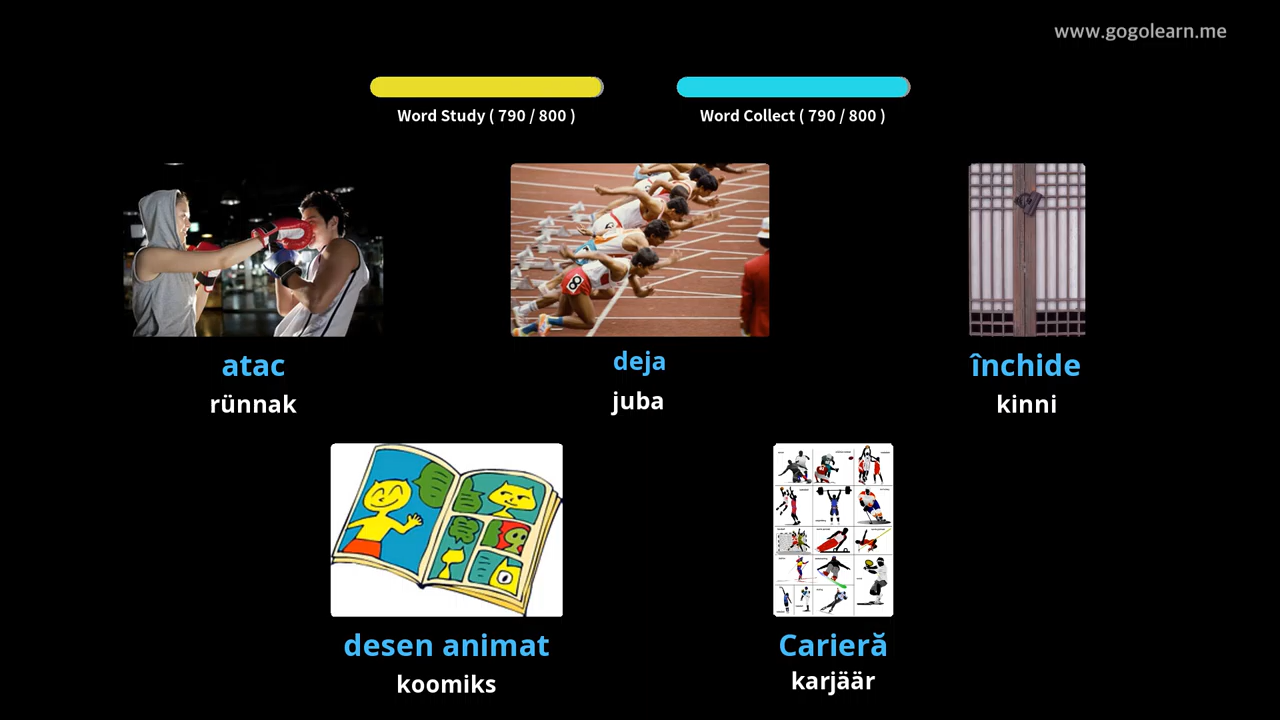 www.gogolearn.me
Word Study ( 790 / 800 )
Word Collect ( 790 / 800 )
atac
rünnak
deja
juba
închide
kinni
desen animat
koomiks
Carieră
karjäär